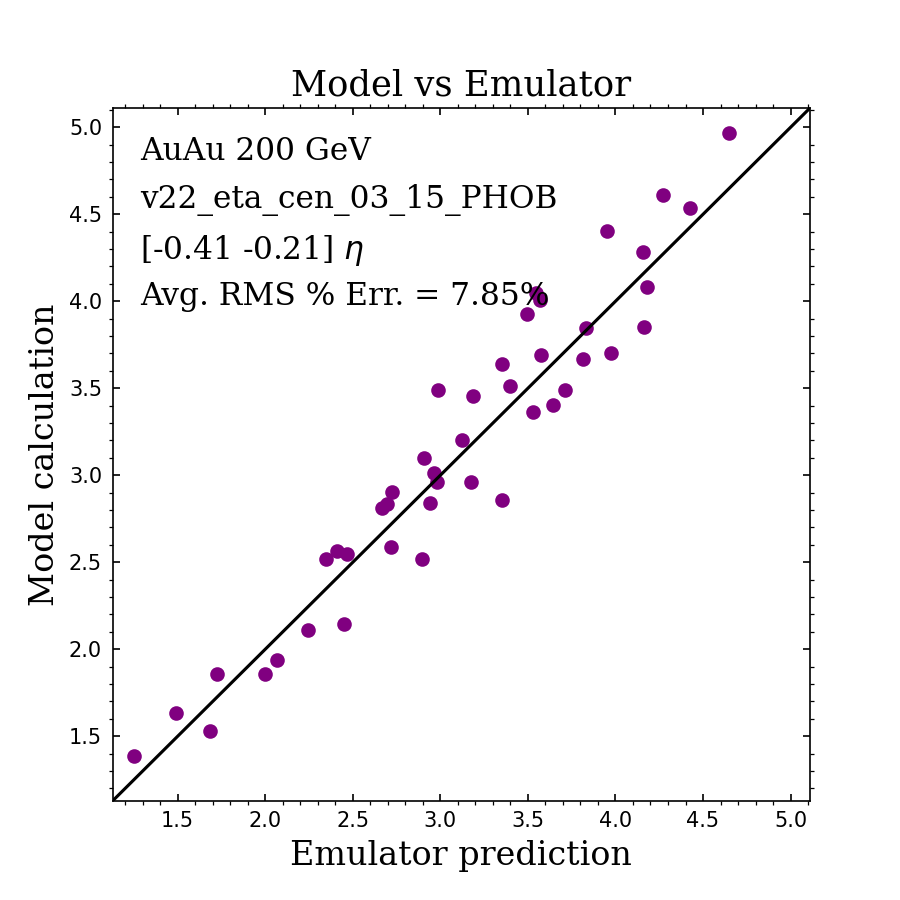 Model vs Emulator
AuAu 200 GeV
v22_eta_cen_03_15_PHOB
[-0.41 -0.21] η
Avg. RMS % Err. = 7.85%
Model calculation
5.0
4.5
4.0
3.5
3.0
2.5
2.0
1.5
1.5 2.0 2.5 3.0 3.5 4.0 4.5 5.0
Emulator prediction